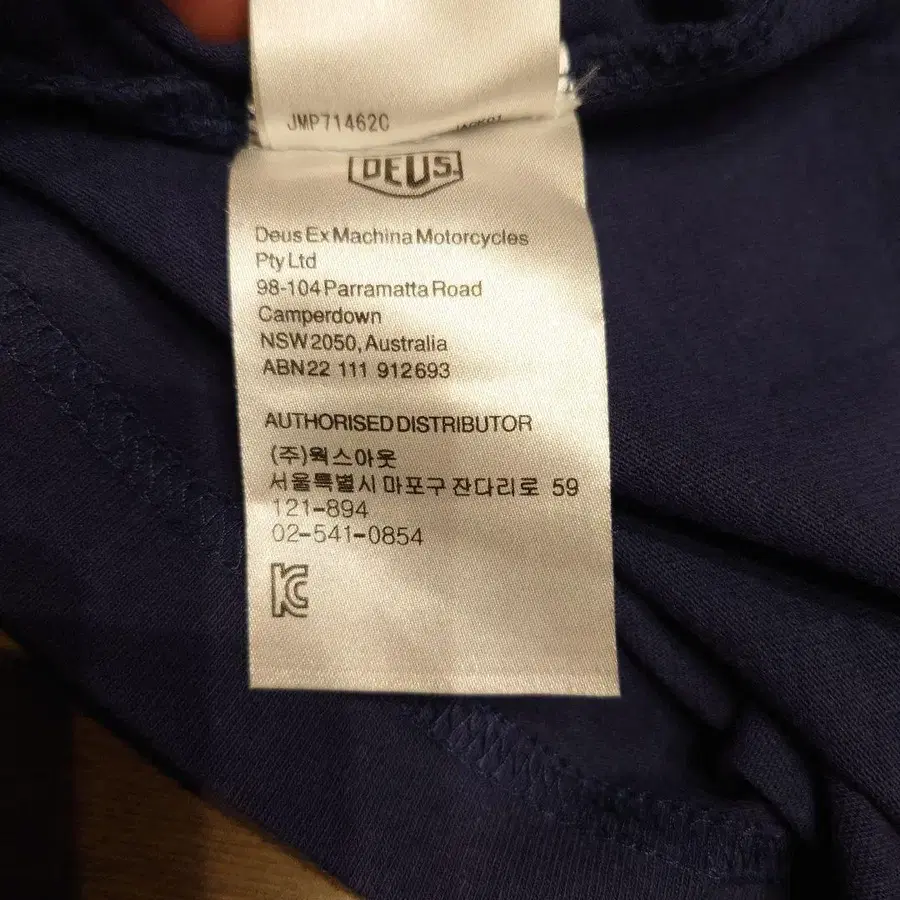 JMP71462C
DEUS.
Deus Ex Machina Motorcycles
Pty Ltd
98-104 Parramatta Road
Camperdown
NSW 2050, Australia
ABN 22 111 912 693
AUTHORISED DISTRIBUTOR
(주)웍스아웃
서울특별시 마포구 잔다리로 59
121-894
02-541-0854